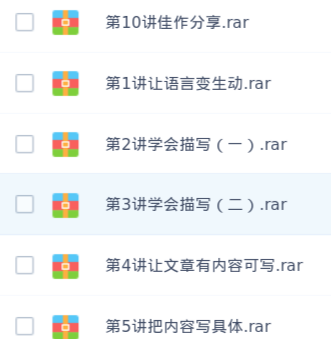 第10讲佳作分享.rar
第1讲让语言变生动.rar
第2讲学会描写（一）.rar
第3讲学会描写（二）.rar
第4讲让文章有内容可写.rar
第5讲把内容写具体.rar